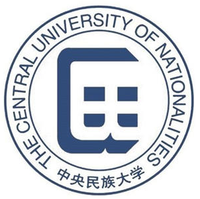 THE CENTRAL UNIVERSITY OF NATIONALITIES
中央民族大学